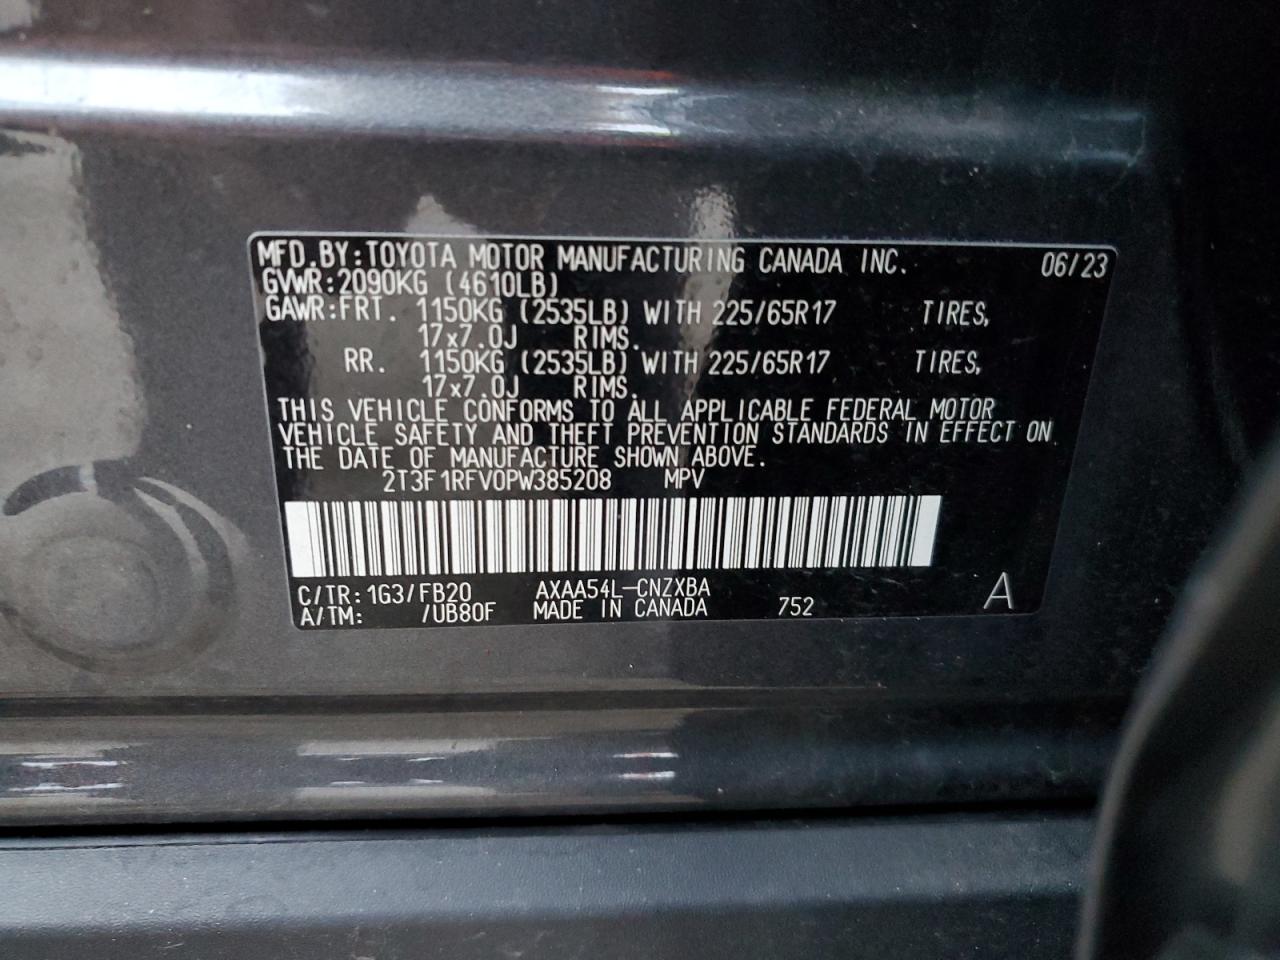 MFD.BY:TOYOTA MOTOR MANUFACTURING CANADA INC. 06/23
GVWR:2090KG (4610LB)
GAWR:FRT. 1150KG (2535LB) WITH 225/65R17 TIRES,
17x7.0J RIMS.
RR. 1150KG (2535LB) WITH 225/65R17 TIRES,
17x7.0J RIMS.
THIS VEHICLE CONFORMS TO ALL APPLICABLE FEDERAL MOTOR
VEHICLE SAFETY AND THEFT PREVENTION STANDARDS IN EFFECT ON
THE DATE OF MANUFACTURE SHOWN ABOVE.
2T3F1RFV0PW385208 MPV
C/TR:1G3/FB20 AXAA54L-CNZXBA
A/TM: /UB80F MADE IN CANADA 752 A